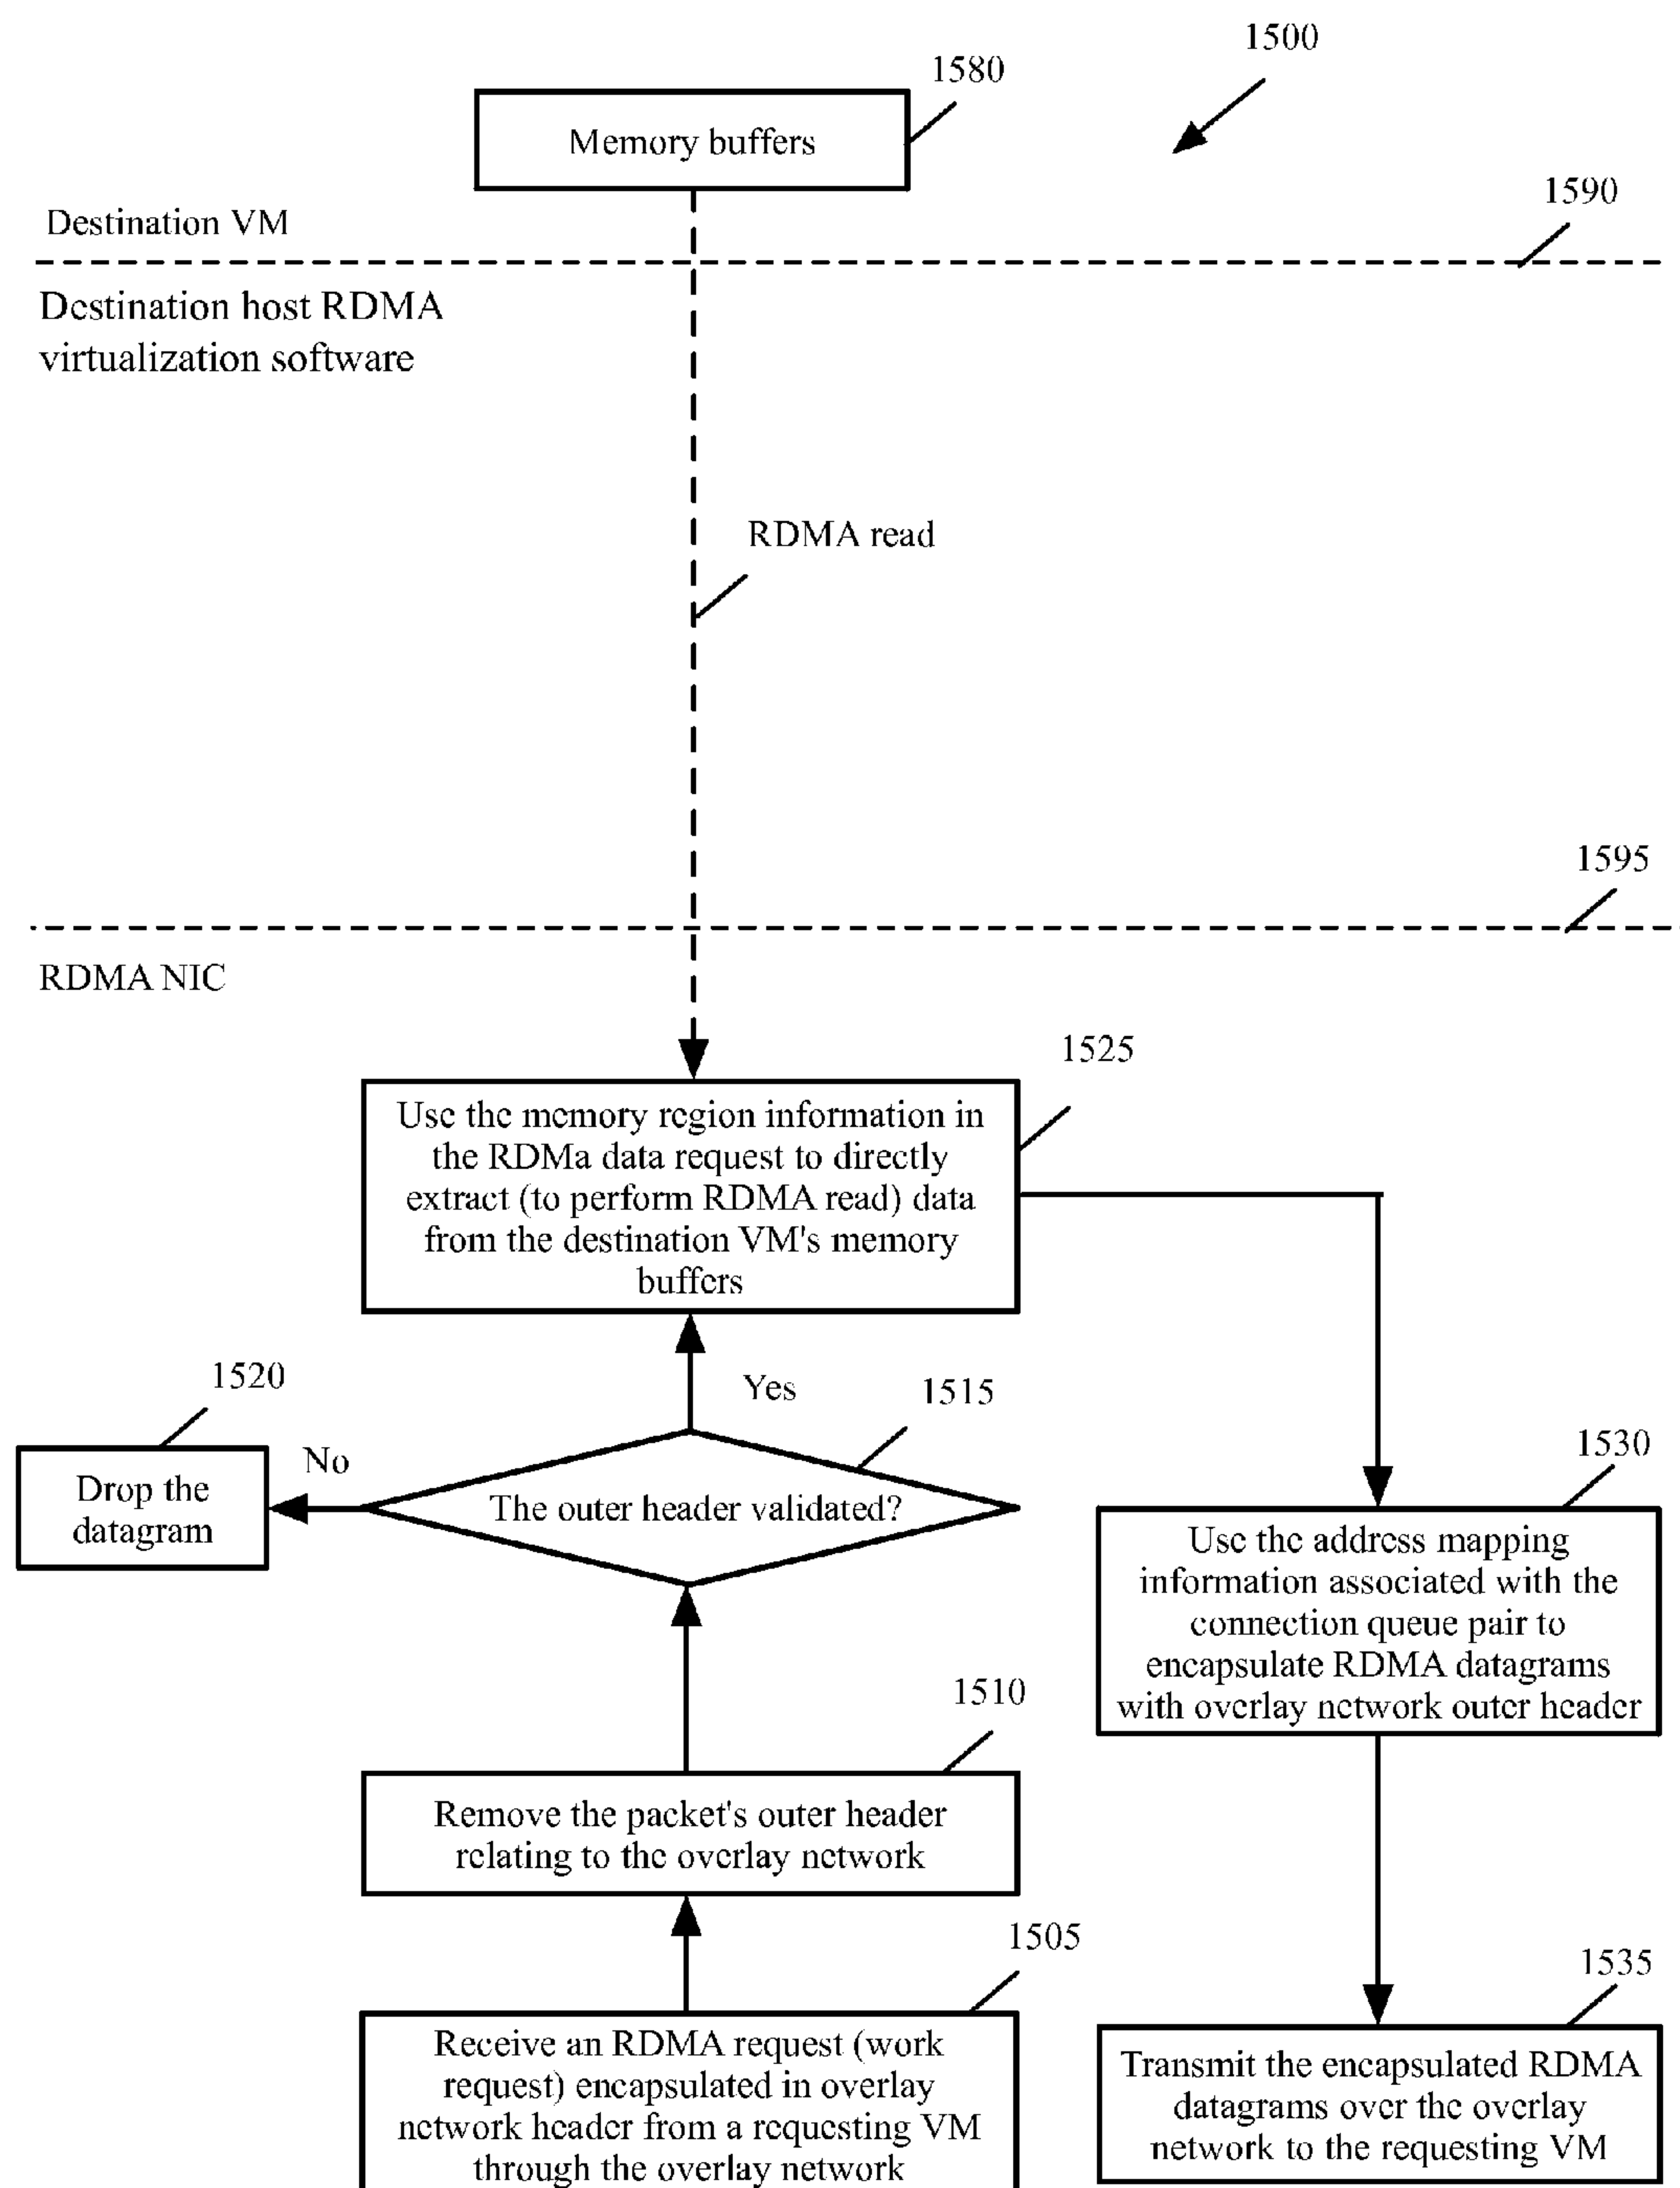 1500
1580
Memory buffers
1590
Destination VM
Destination host RDMA
virtualization software
RDMA read
1595
RDMA NIC
1525
Use the memory region information in
the RDMa data request to directly
extract (to perform RDMA read) data
from the destination VM's memory
buffers
1520
Yes
1515
No
Drop the
datagram
The outer header validated?
1530
Use the address mapping
information associated with the
connection queue pair to
encapsulate RDMA datagrams
with overlay network outer header
1510
Remove the packet's outer header
relating to the overlay network
1505
Receive an RDMA request (work
request) encapsulated in overlay
network header from a requesting VM
through the overlay network
1535
Transmit the encapsulated RDMA
datagrams over the overlay
network to the requesting VM